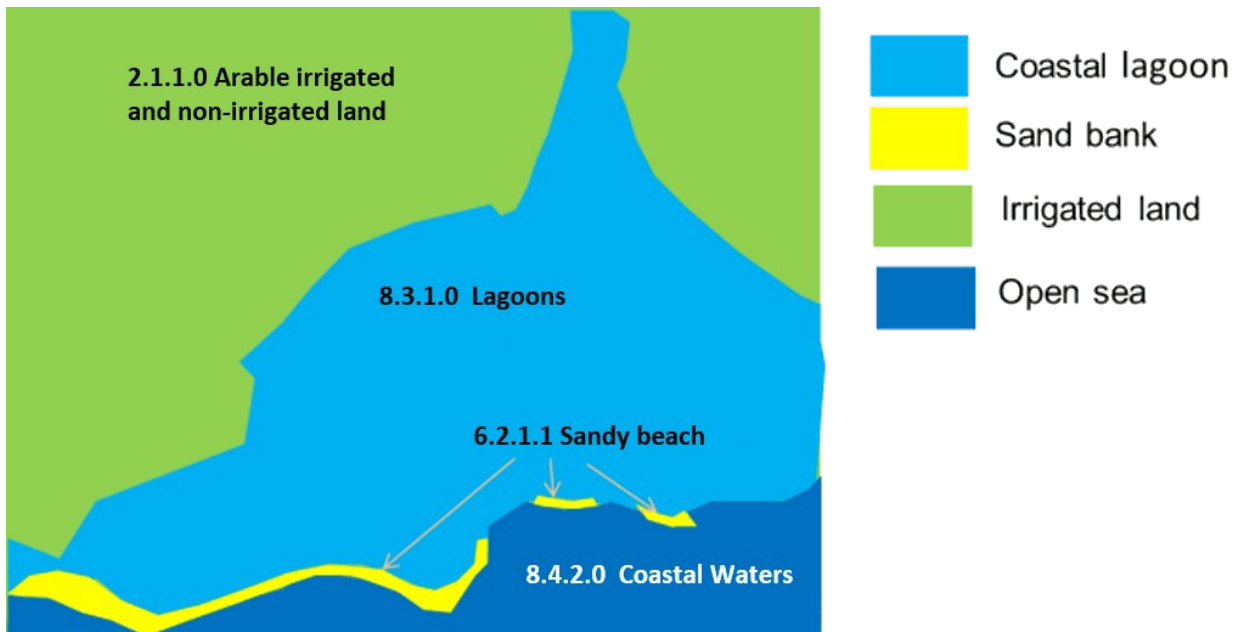 2.1.1.0 Arable irrigated
and non-irrigated land
8.3.1.0 Lagoons
6.2.1.1 Sandy beach
8.4.2.0 Coastal Waters
Coastal lagoon
Sand bank
Irrigated land
Open sea